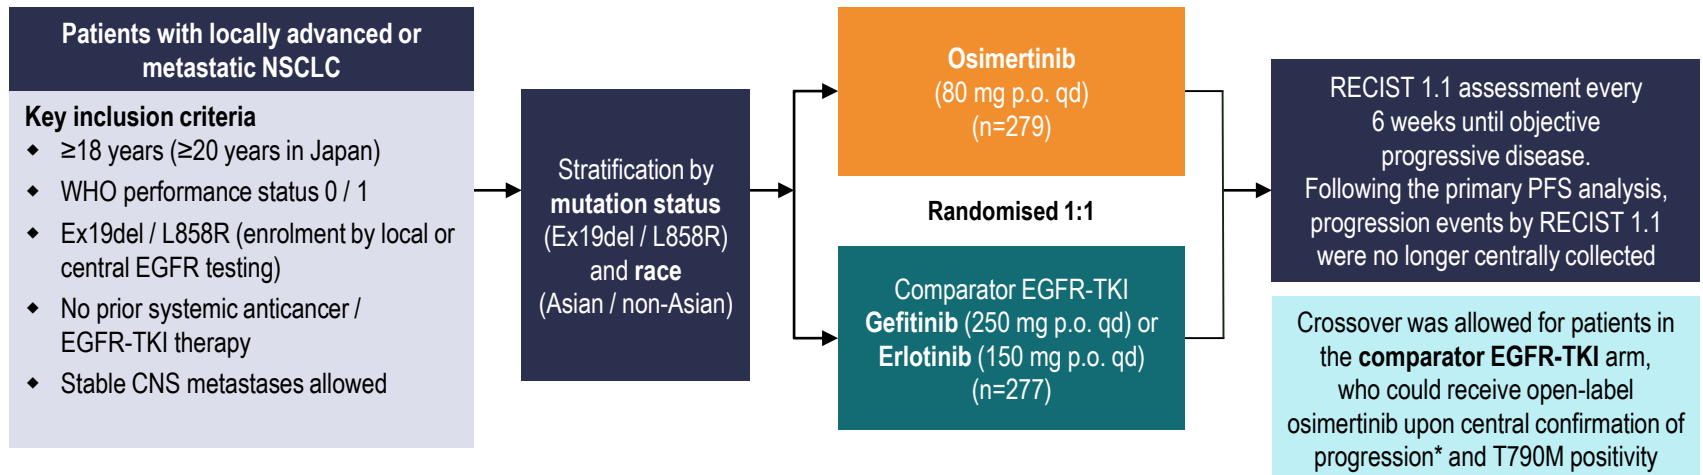 Patients with locally advanced or
metastatic NSCLC
Key inclusion criteria
◆ ≥18 years (≥20 years in Japan)
◆ WHO performance status 0 / 1
◆ Ex19del / L858R (enrolment by local or
central EGFR testing)
◆ No prior systemic anticancer /
EGFR-TKI therapy
◆ Stable CNS metastases allowed
Stratification by
mutation status
(Ex19del / L858R)
and race
(Asian / non-Asian)
Osimertinib
(80 mg p.o. qd)
(n=279)
Randomised 1:1
Comparator EGFR-TKI
Gefitinib (250 mg p.o. qd) or
Erlotinib (150 mg p.o. qd)
(n=277)
RECIST 1.1 assessment every
6 weeks until objective
progressive disease.
Following the primary PFS analysis,
progression events by RECIST 1.1
were no longer centrally collected
Crossover was allowed for patients in
the comparator EGFR-TKI arm,
who could receive open-label
osimertinib upon central confirmation of
progression* and T790M positivity